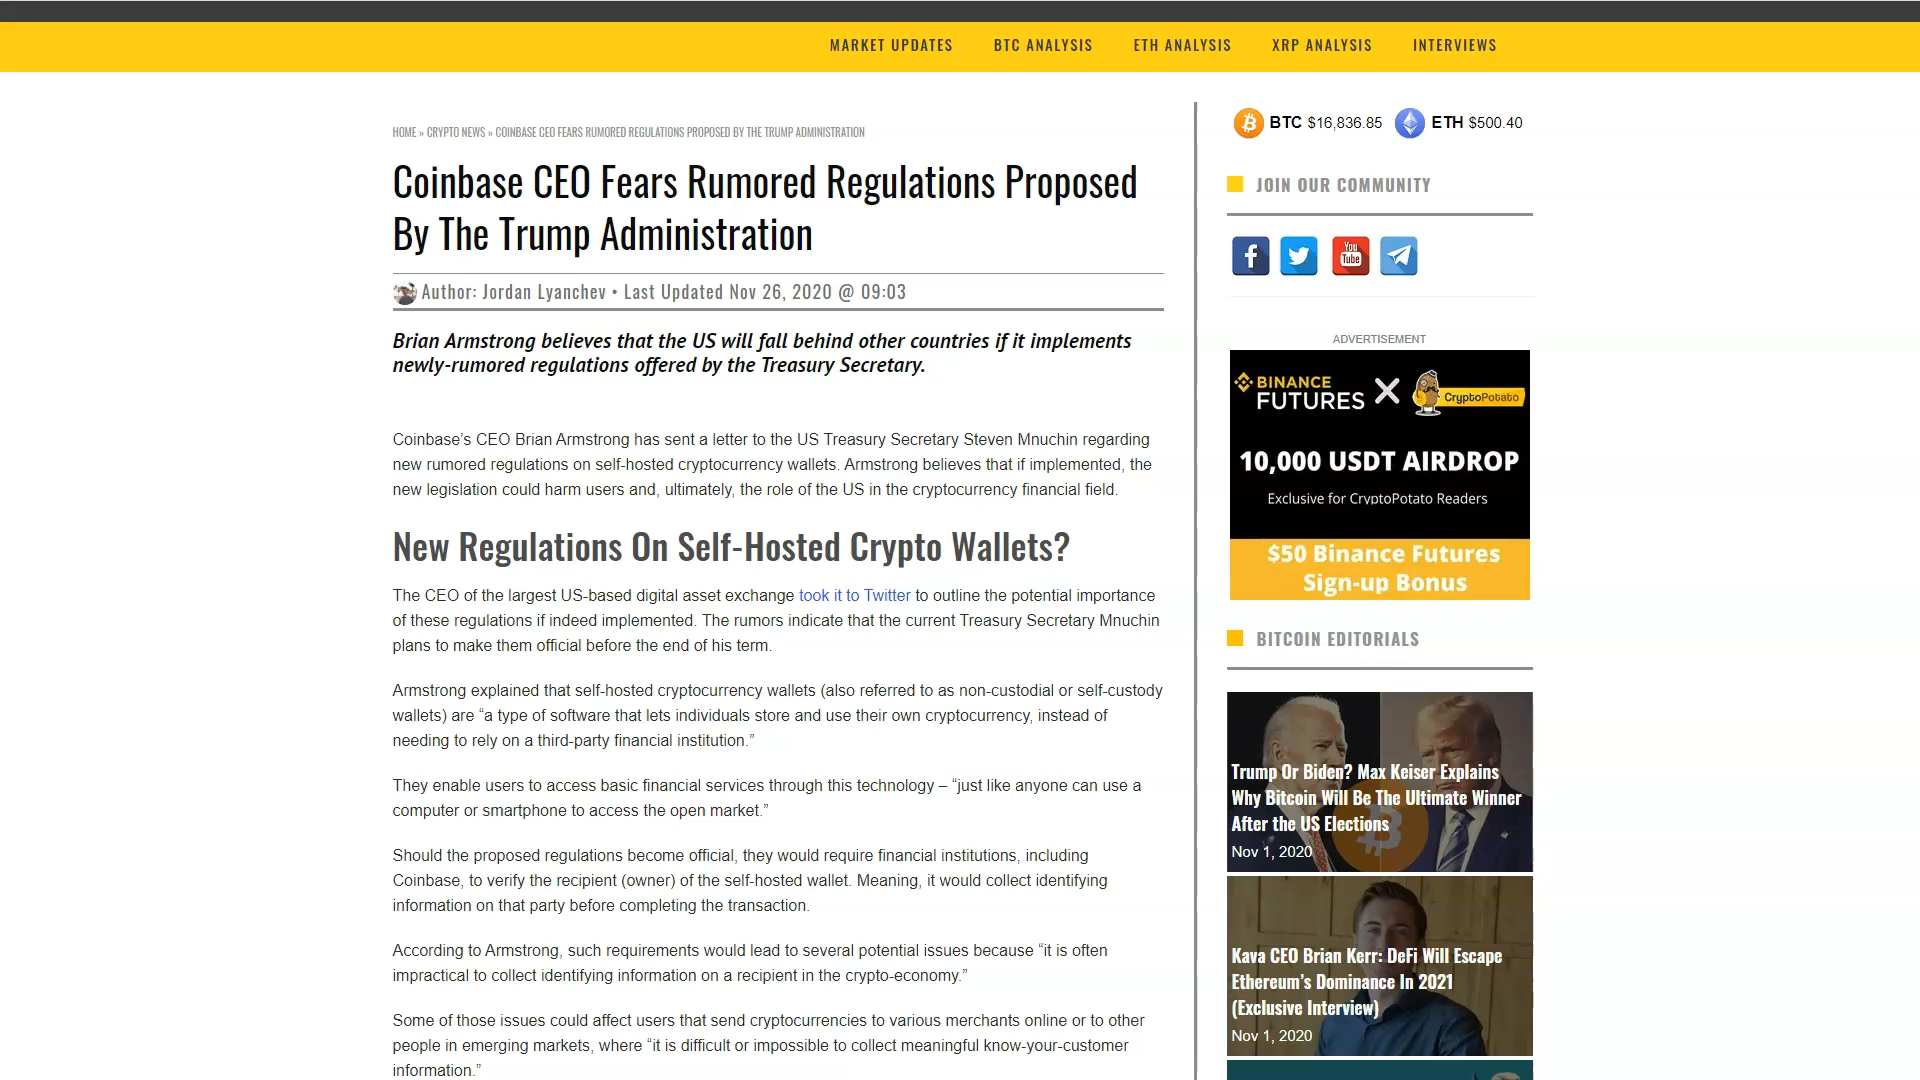 MARKET UPDATES BTC ANALYSIS ETH ANALYSIS XRP ANALYSIS INTERVIEWS
HOME » CRYPTO NEWS » COINBASE CEO FEARS RUMORED REGULATIONS PROPOSED BY THE TRUMP ADMINISTRATION
Coinbase CEO Fears Rumored Regulations Proposed
By The Trump Administration
Author: Jordan Lyanchev • Last Updated Nov 26, 2020 @ 09:03
Brian Armstrong believes that the US will fall behind other countries if it implements
newly-rumored regulations offered by the Treasury Secretary.
Coinbase’s CEO Brian Armstrong has sent a letter to the US Treasury Secretary Steven Mnuchin regarding
new rumored regulations on self-hosted cryptocurrency wallets. Armstrong believes that if implemented, the
new legislation could harm users and, ultimately, the role of the US in the cryptocurrency financial field.
New Regulations On Self-Hosted Crypto Wallets?
The CEO of the largest US-based digital asset exchange took it to Twitter to outline the potential importance
of these regulations if indeed implemented. The rumors indicate that the current Treasury Secretary Mnuchin
plans to make them official before the end of his term.
Armstrong explained that self-hosted cryptocurrency wallets (also referred to as non-custodial or self-custody
wallets) are “a type of software that lets individuals store and use their own cryptocurrency, instead of
needing to rely on a third-party financial institution.”
They enable users to access basic financial services through this technology – “just like anyone can use a
computer or smartphone to access the open market.”
Should the proposed regulations become official, they would require financial institutions, including
Coinbase, to verify the recipient (owner) of the self-hosted wallet. Meaning, it would collect identifying
information on that party before completing the transaction.
According to Armstrong, such requirements would lead to several potential issues because “it is often
impractical to collect identifying information on a recipient in the crypto-economy.”
Some of those issues could affect users that send cryptocurrencies to various merchants online or to other
people in emerging markets, where “it is difficult or impossible to collect meaningful know-your-customer
information.”
BTC $16,836.85 ETH $500.40
JOIN OUR COMMUNITY
You
Tube
ADVERTISEMENT
BINANCE
FUTURES X CryptoPotato
10,000 USDT AIRDROP
Exclusive for CryptoPotato Readers
$50 Binance Futures
Sign-up Bonus
BITCOIN EDITORIALS
Trump Or Biden? Max Keiser Explains
Why Bitcoin Will Be The Ultimate Winner
After the US Elections
Nov 1, 2020
Kava CEO Brian Kerr: DeFi Will Escape
Ethereum’s Dominance In 2021
(Exclusive Interview)
Nov 1, 2020